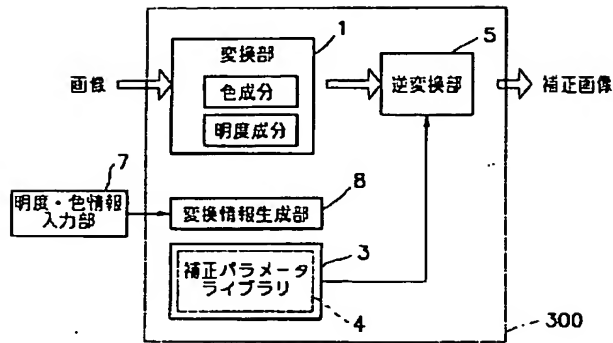 1
変換部
5
画像
色成分
逆変換部
補正画像
明度成分
7
8
明度・色情報
入力部
変換情報生成部
3
補正パラメータ
ライブラリ
4
300